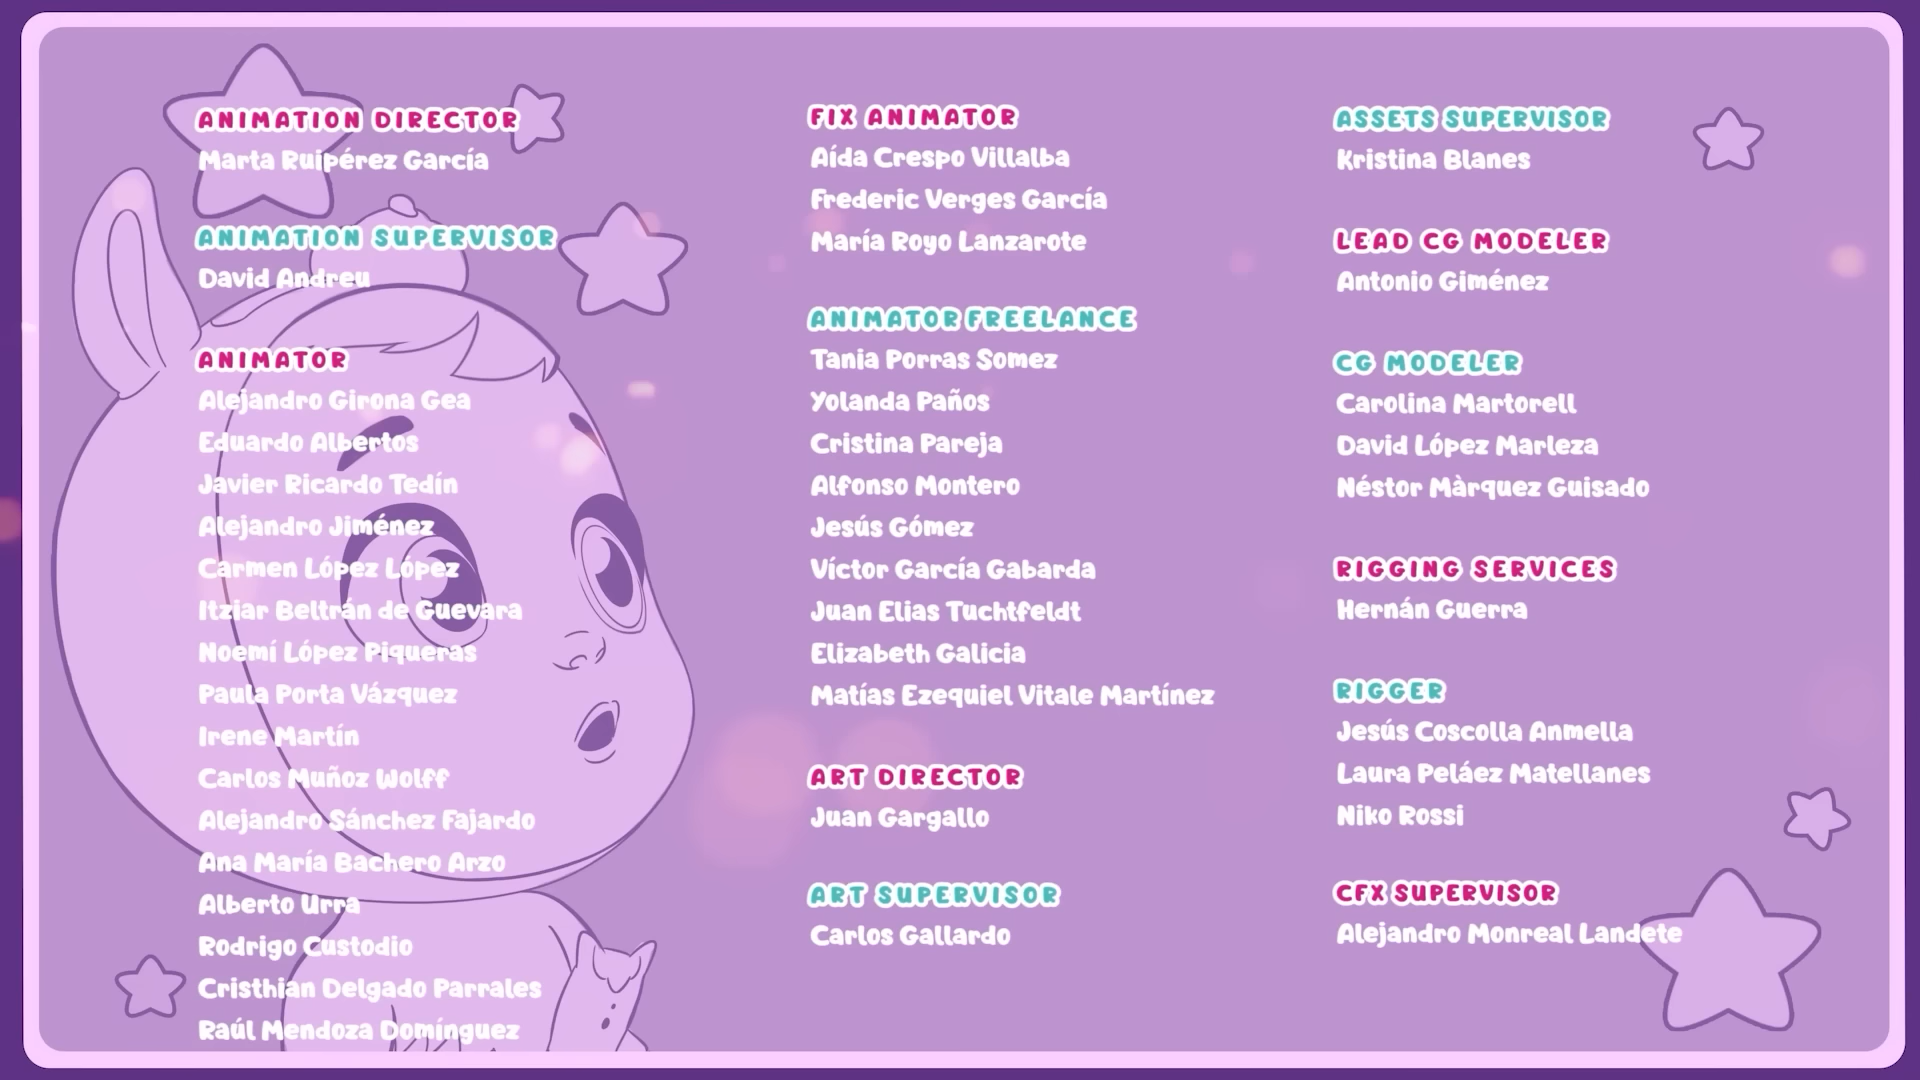 ANIMATION DIRECTOR
Marta Ruipérez García
ANIMATION SUPERVISOR
David Andreu
ANIMATOR
Alejandro Girona Gea
Eduardo Albertos
Javier Ricardo Tedín
Alejandro Jiménez
Carmen López López
Itziar Beltrán de Guevara
Noemí López Piqueras
Paula Porta Vázquez
Irene Martín
Carlos Muñoz Wolff
Alejandro Sánchez Fajardo
Ana María Bachero Arzo
Alberto Urra
Rodrigo Custodio
Cristhian Delgado Parrales
Raúl Mendoza Domínguez
FIX ANIMATOR
Aída Crespo Villalba
Frederic Verges García
María Royo Lanzarote
ANIMATOR FREELANCE
Tania Porras Somez
Yolanda Paños
Cristina Pareja
Alfonso Montero
Jesús Gómez
Víctor García Gabarda
Juan Elias Tuchtfeldt
Elizabeth Galicia
Matías Ezequiel Vitale Martínez
ART DIRECTOR
Juan Gargallo
ART SUPERVISOR
Carlos Gallardo
ASSETS SUPERVISOR
Kristina Blanes
LEAD CG MODELER
Antonio Giménez
CG MODELER
Carolina Martorell
David López Marleza
Néstor Màrquez Guisado
RIGGING SERVICES
Hernán Guerra
RIGGER
Jesús Coscolla Anmella
Laura Peláez Matellanes
Niko Rossi
CFX SUPERVISOR
Alejandro Monreal Landete